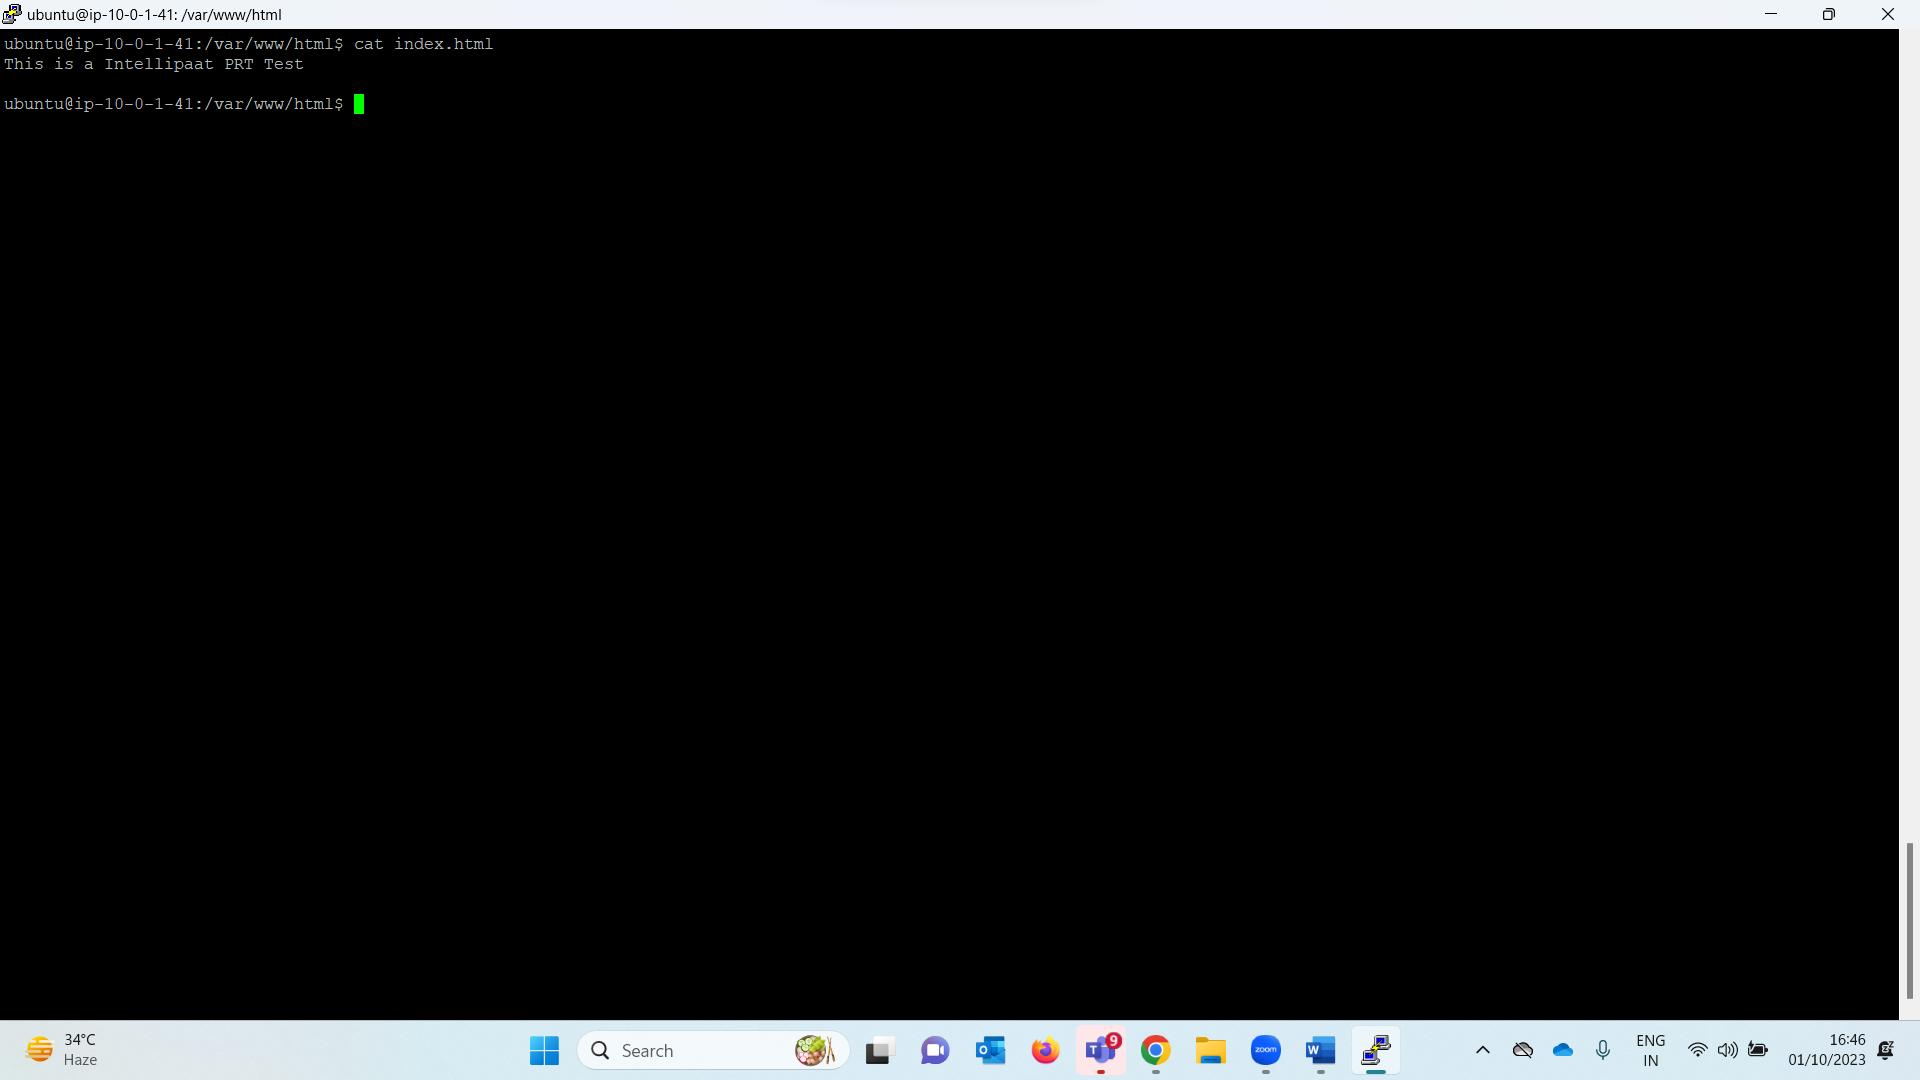 ubuntu@ip-10-0-1-41: /var/www/html
ubuntu@ip-10-0-1-41:/var/www/html$ cat index.html
This is a Intellipaat PRT Test
ubuntu@ip-10-0-1-41:/var/www/html$
34°C
Haze
Search
9
zoom
ENG
IN
16:46
01/10/2023